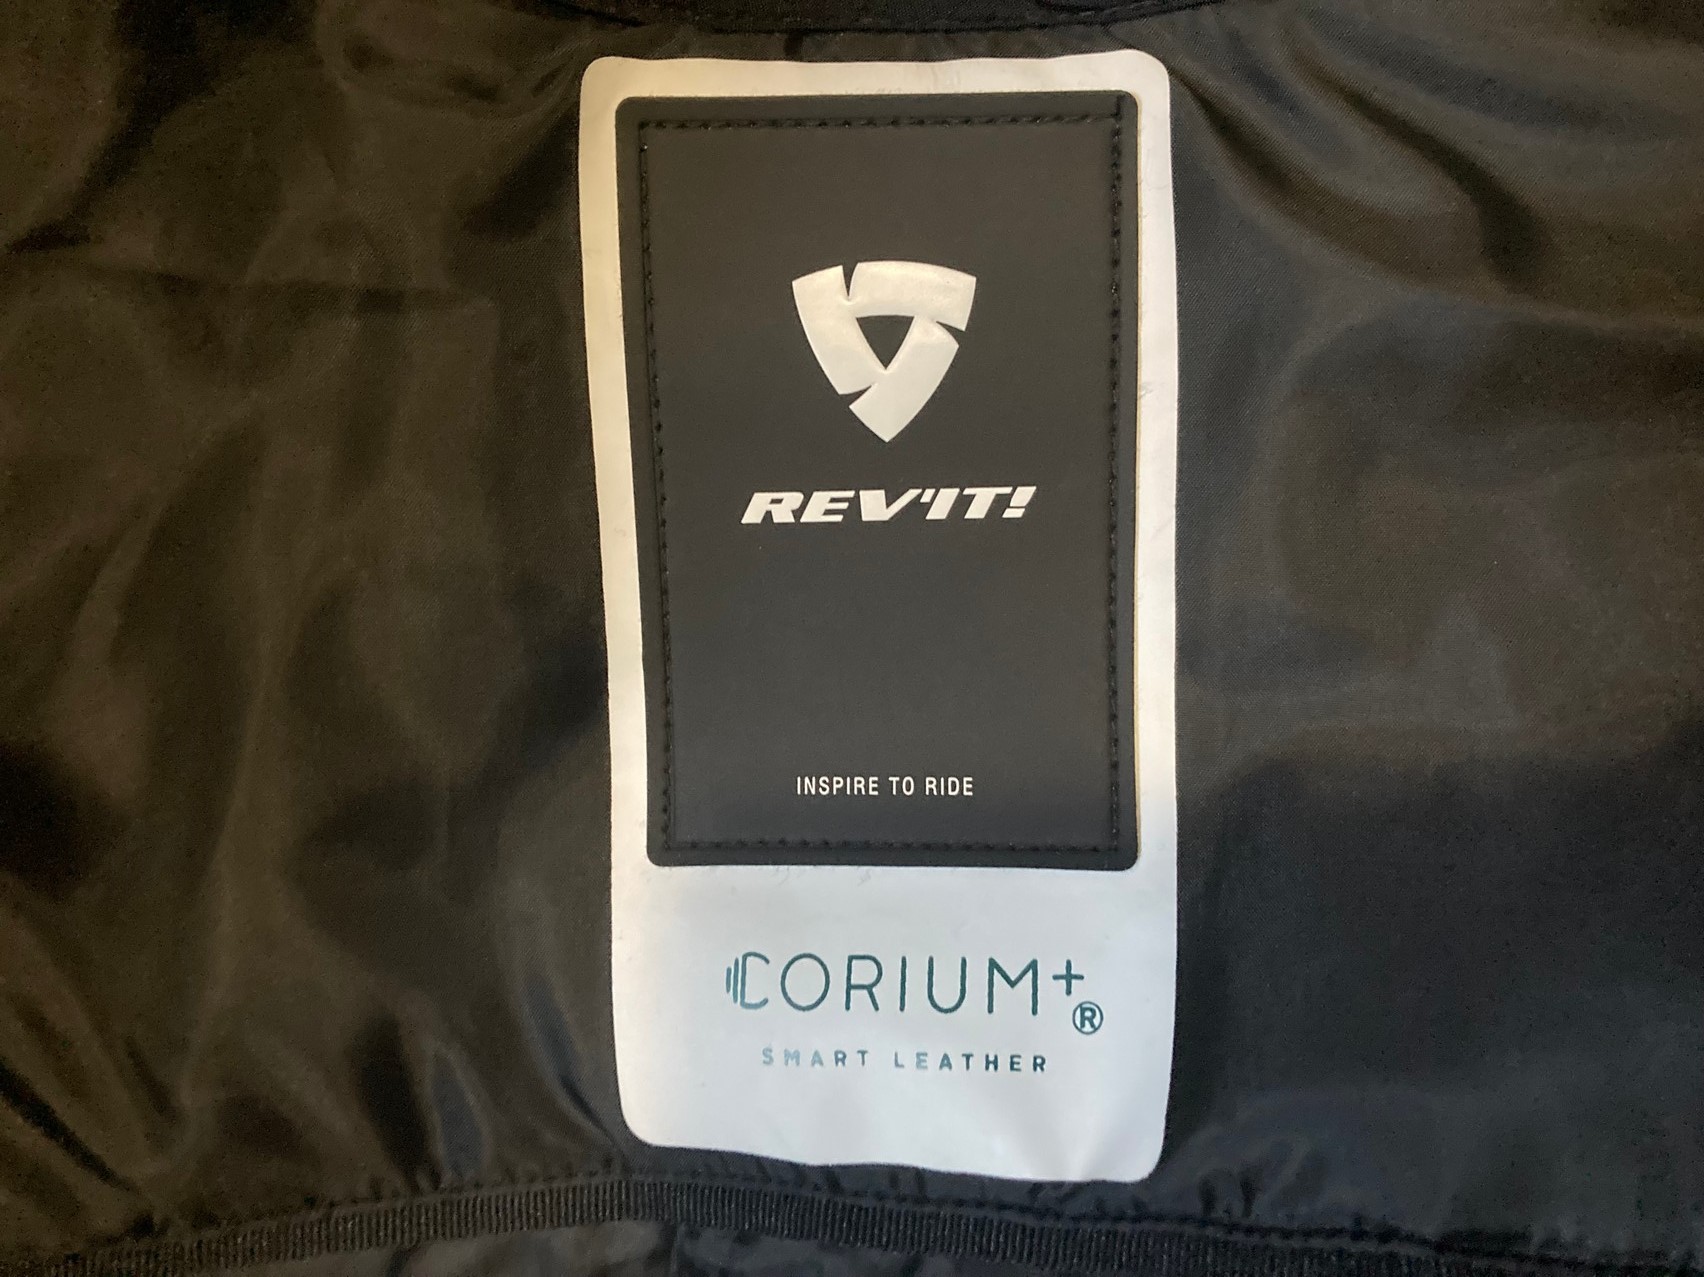 REV'IT!
INSPIRE TO RIDE
CORIUM+®
SMART LEATHER